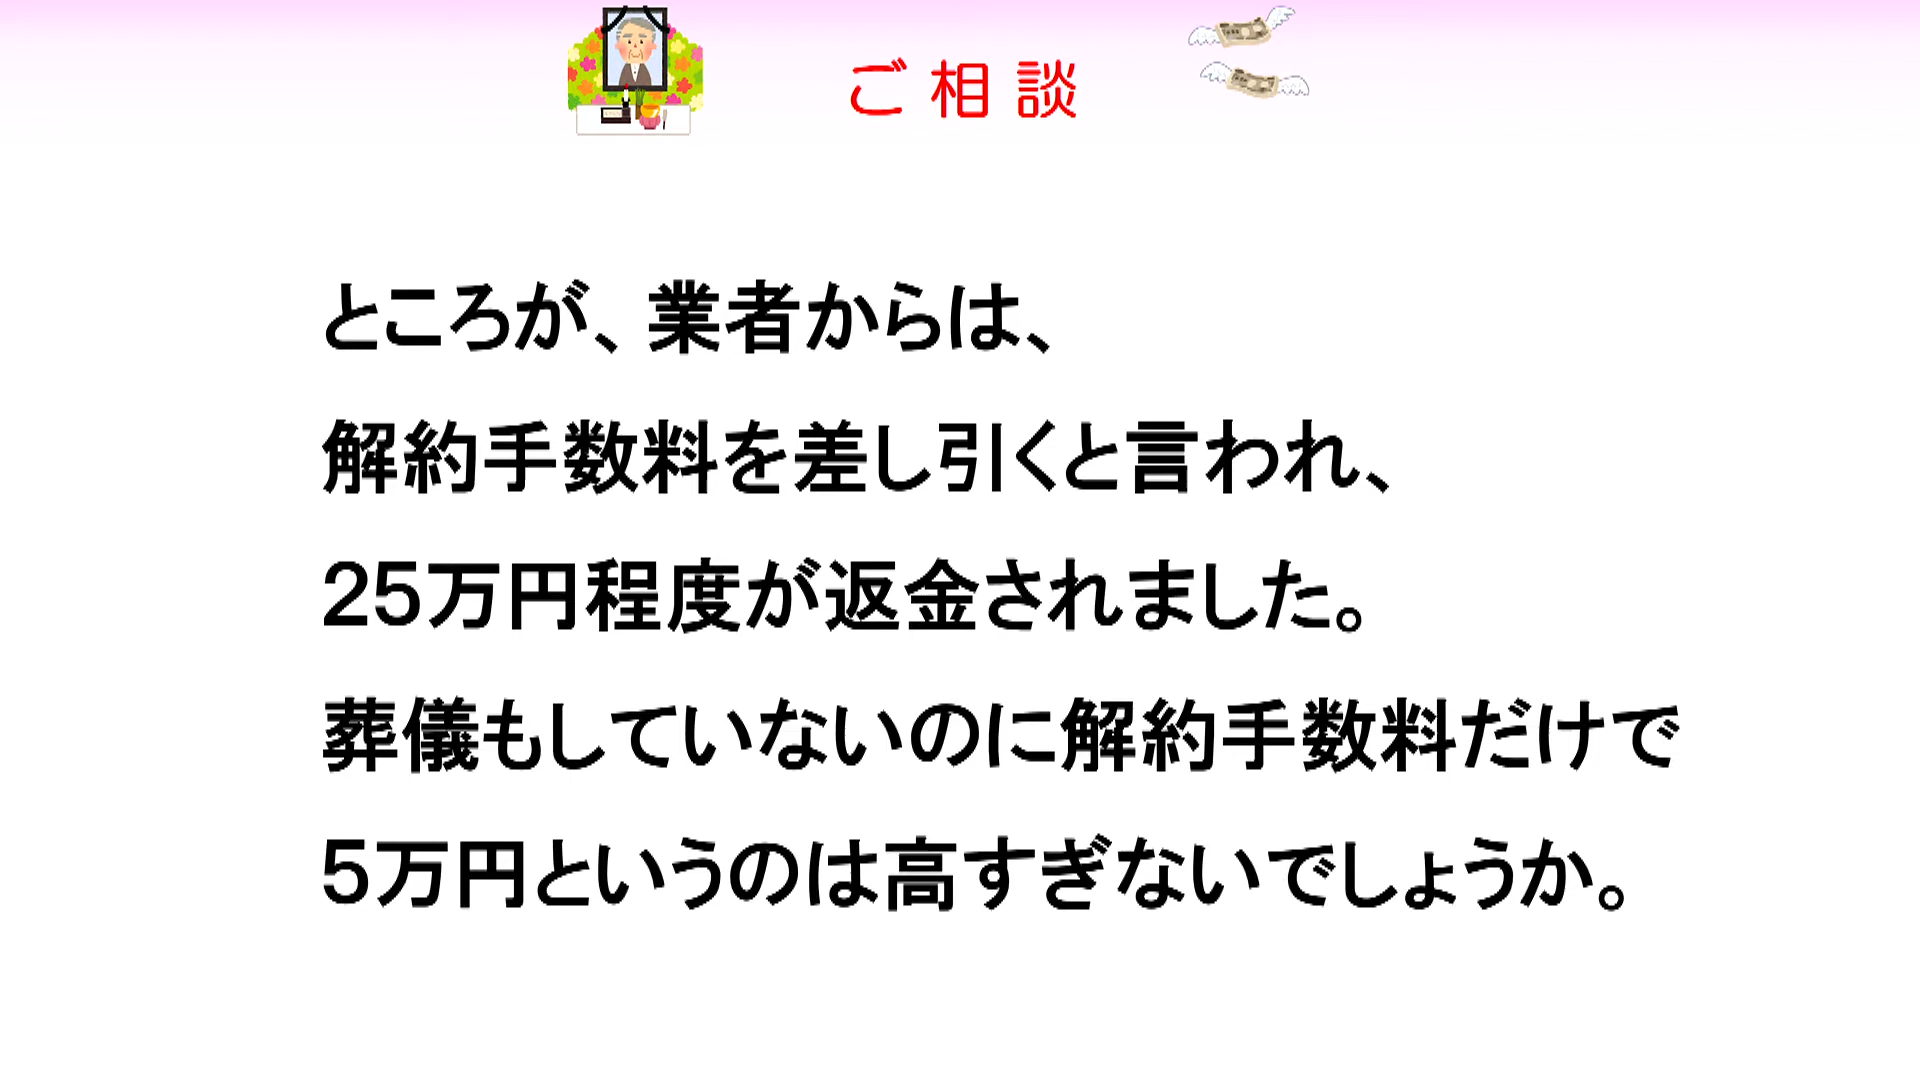 ご相談
ところが、業者からは、
解約手数料を差し引くと言われ、
25万円程度が返金されました。
葬儀もしていないのに解約手数料だけで
5万円というのは高すぎないでしょうか。